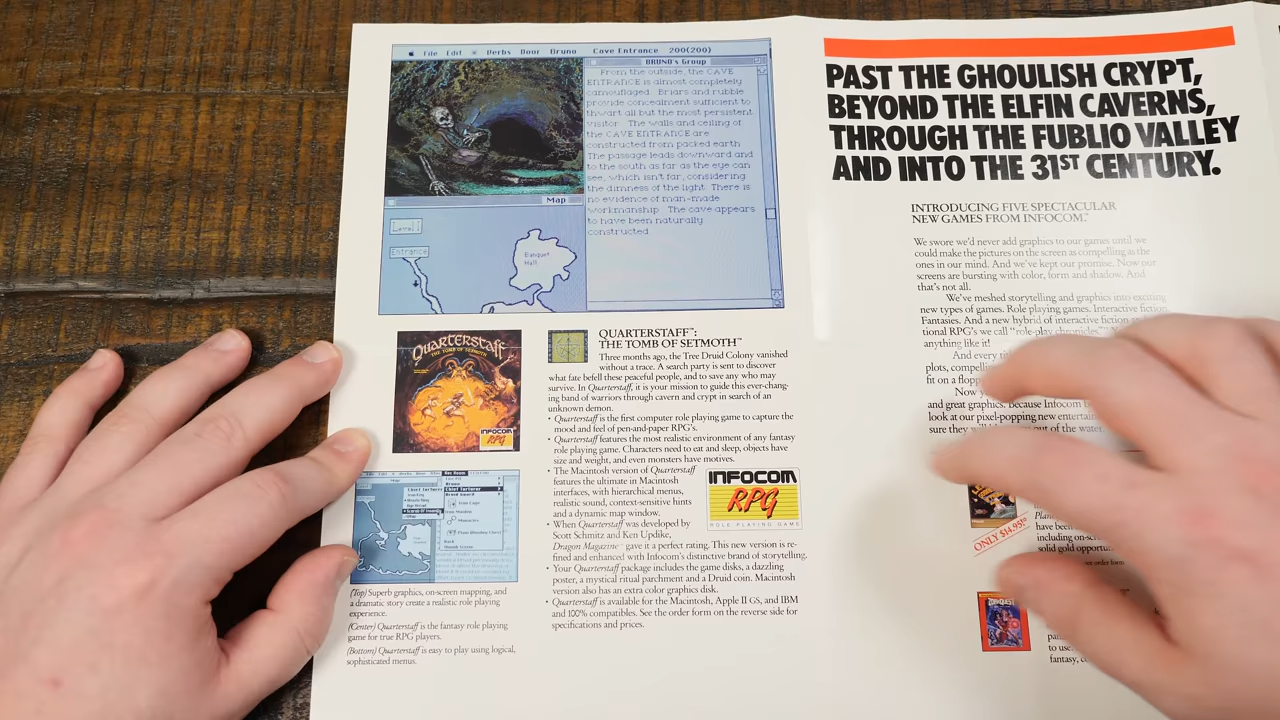 File Edit Verbs Door Bruno Cave Entrance 200(200)
BRUNO's Group
From the outside, the CAVE
ENTRANCE is almost completely
camouflaged. Briars and rubble
provide concealment sufficient to
thwart all but the most persistent
visitor. The walls and ceiling of
the CAVE ENTRANCE are
constructed from packed earth.
The passage leads downward and
to the south as far as the eye can
see, which isn't far, considering
the dimness of the light. There is
no evidence of man-made
workmanship. The cave appears
to have been naturally
constructed.
Map
Level 1
Entrance
Banquet
Hall
QUARTERSTAFF
THE TOMB OF SETMOTH
INFOCOM
RPG
QUARTERSTAFF™:
THE TOMB OF SETMOTH™
Three months ago, the Tree Druid Colony vanished
without a trace. A search party is sent to discover
what fate befell these peaceful people, and to save any who may
survive. In Quarterstaff, it is your mission to guide this ever-chang-
ing band of warriors through cavern and crypt in search of an
unknown demon.
• Quarterstaff is the first computer role playing game to capture the
mood and feel of pen-and-paper RPG's.
• Quarterstaff features the most realistic environment of any fantasy
role playing game. Characters need to eat and sleep, objects have
size and weight, and even monsters have motives.
• The Macintosh version of Quarterstaff
features the ultimate in Macintosh
interfaces, with hierarchical menus,
realistic sound, context-sensitive hints
and a dynamic map window.
• When Quarterstaff was developed by
Scott Schmitz and Ken Updike,
Dragon Magazine gave it a perfect rating. This new version is re-
fined and enhanced with Infocom's distinctive brand of storytelling.
• Your Quarterstaff package includes the game disks, a dazzling
poster, a mystical ritual parchment and a Druid coin. Macintosh
version also has an extra color graphics disk.
• Quarterstaff is available for the Macintosh, Apple II GS, and IBM
and 100% compatibles. See the order form on the reverse side for
specifications and prices.
INFOCOM
RPG
ROLE PLAYING GAME
(Top) Superb graphics, on-screen mapping, and
a dramatic story create a realistic role playing
experience.
(Center) Quarterstaff is the fantasy role playing
game for true RPG players.
(Bottom) Quarterstaff is easy to play using logical,
sophisticated menus.
PAST THE GHOULISH CRYPT,
BEYOND THE ELFIN CAVERNS,
THROUGH THE FUBLIO VALLEY
AND INTO THE 31ST CENTURY.
INTRODUCING FIVE SPECTACULAR
NEW GAMES FROM INFOCOM.™
We swore we'd never add graphics to our games until we
could make the pictures on the screen as compelling as the
ones in our mind. And we've kept our promise. Now our
screens are bursting with color, form and shadow. And
that's not all.
We've meshed storytelling and graphics into exciting
new types of games. Role playing games. Interactive fiction.
Fantasies. And a new hybrid of interactive fiction and
tional RPG's we call "role-play chronicles."
anything like it!
And every
plots, compelling
fit on a floppy
Now
and great graphics. Because Infocom
look at our pixel-popping new
sure they out of the water.
ONLY $14.95!*
have been
including on-
solid gold
order form
to use.
fantasy,